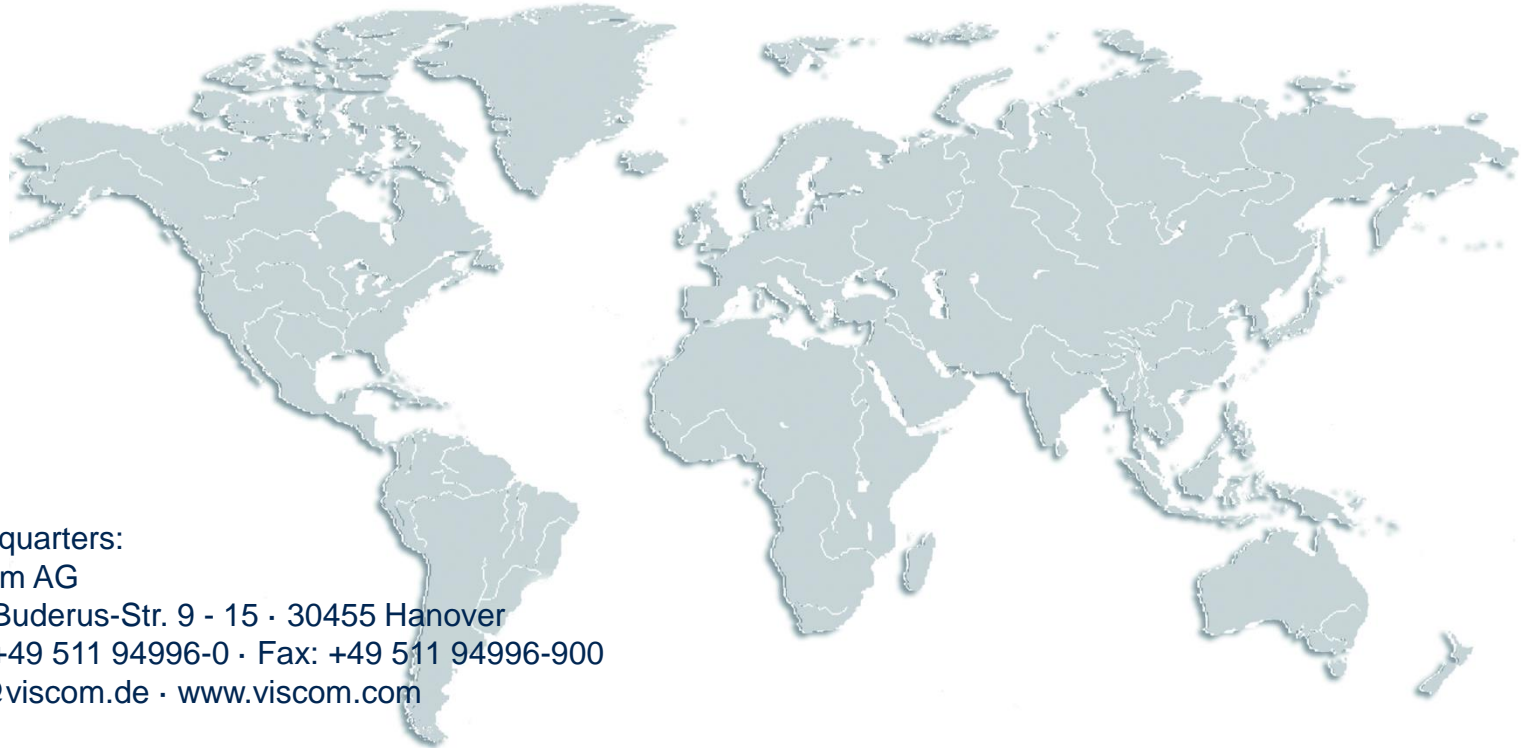 quarters:
m AG
Buderus-Str. 9 - 15 · 30455 Hanover
+49 511 94996-0 · Fax: +49 511 94996-900
@viscom.de · www.viscom.com